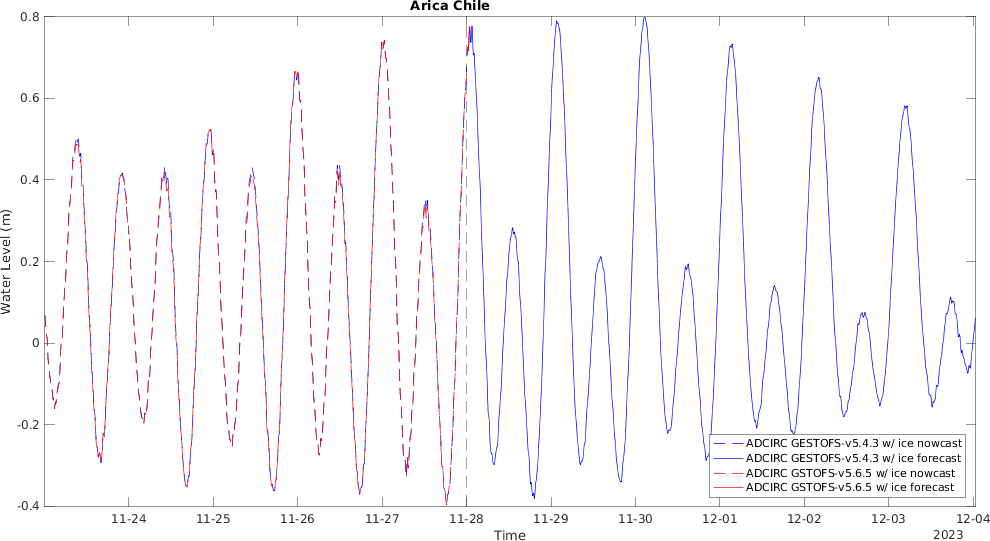 Arica Chile
Water Level (m)
0.8
0.6
0.4
0.2
0
-0.2
-0.4
11-24
11-25
11-26
11-27
11-28
11-29
11-30
12-01
12-02
12-03
12-04
Time
2023
ADCIRC GESTOFS-v5.4.3 w/ ice nowcast
ADCIRC GESTOFS-v5.4.3 w/ ice forecast
ADCIRC GSTOFS-v5.6.5 w/ ice nowcast
ADCIRC GSTOFS-v5.6.5 w/ ice forecast